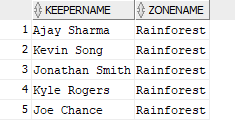 KEEPERNAME ZONENAME
1 Ajay Sharma Rainforest
2 Kevin Song Rainforest
3 Jonathan Smith Rainforest
4 Kyle Rogers Rainforest
5 Joe Chance Rainforest